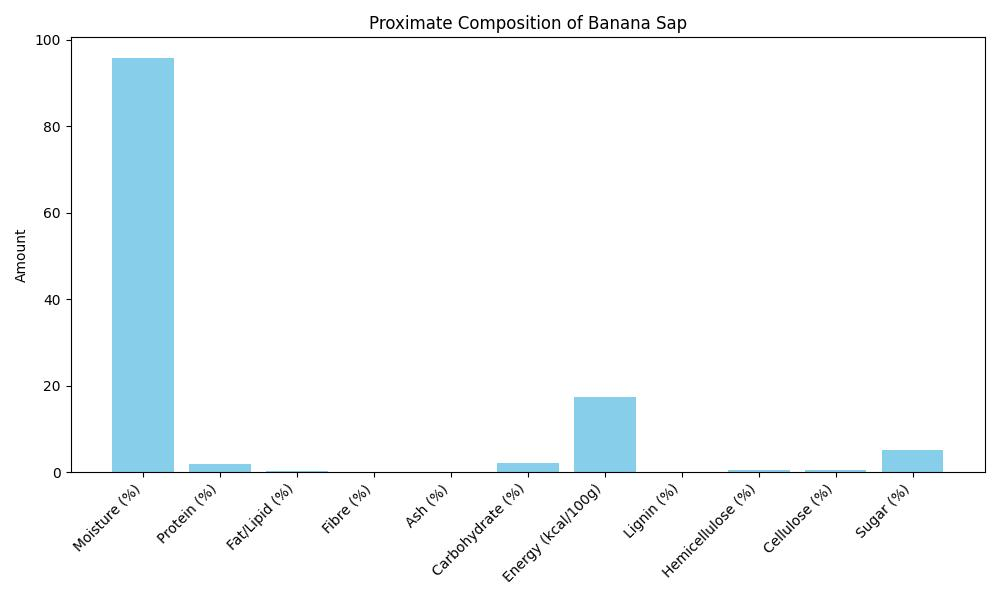 Proximate Composition of Banana Sap
100
80
60
40
20
0
Amount
Moisture (%)
Protein (%)
Fat/Lipid (%)
Fibre (%)
Ash (%)
Carbohydrate (%)
Energy (kcal/100g)
Lignin (%)
Hemicellulose (%)
Cellulose (%)
Sugar (%)